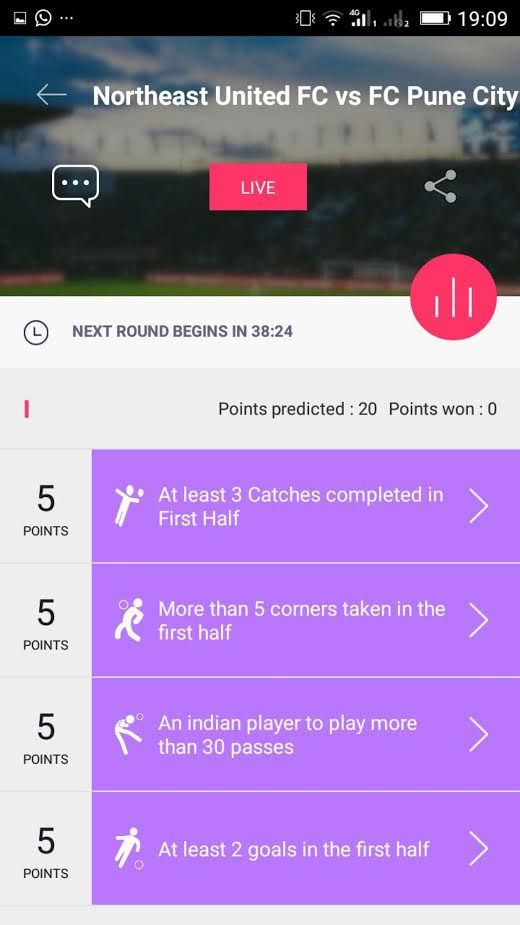 4G 1 2 19:09
Northeast United FC vs FC Pune City
LIVE
NEXT ROUND BEGINS IN 38:24
Points predicted : 20 Points won : 0
5
POINTS
At least 3 Catches completed in
First Half
5
POINTS
More than 5 corners taken in the
first half
5
POINTS
An indian player to play more
than 30 passes
5
POINTS
At least 2 goals in the first half